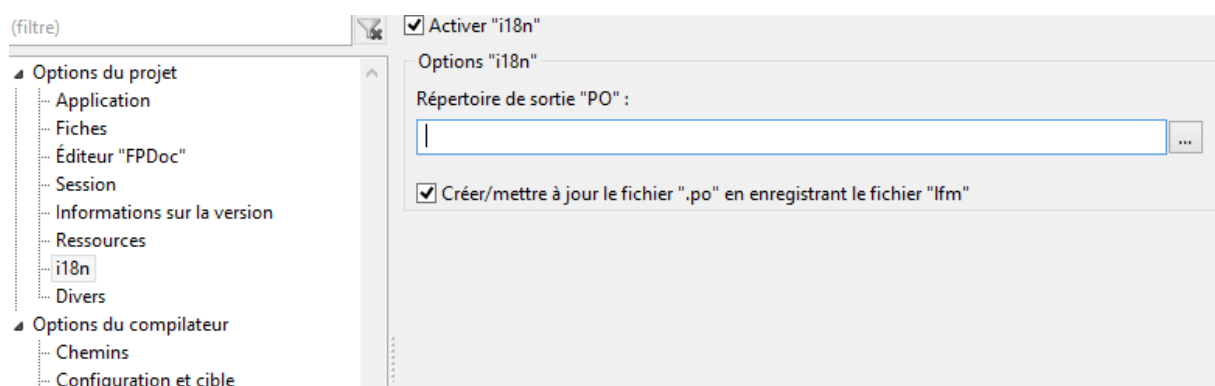 (filtre)
Options du projet
Application
Fiches
Éditeur "FPDoc"
Session
Informations sur la version
Ressources
i18n
Divers
Options du compilateur
Chemins
Configuration et cible
Activer "i18n"
Options "i18n"
Répertoire de sortie "PO" :
...
Créer/mettre à jour le fichier ".po" en enregistrant le fichier "lfm"